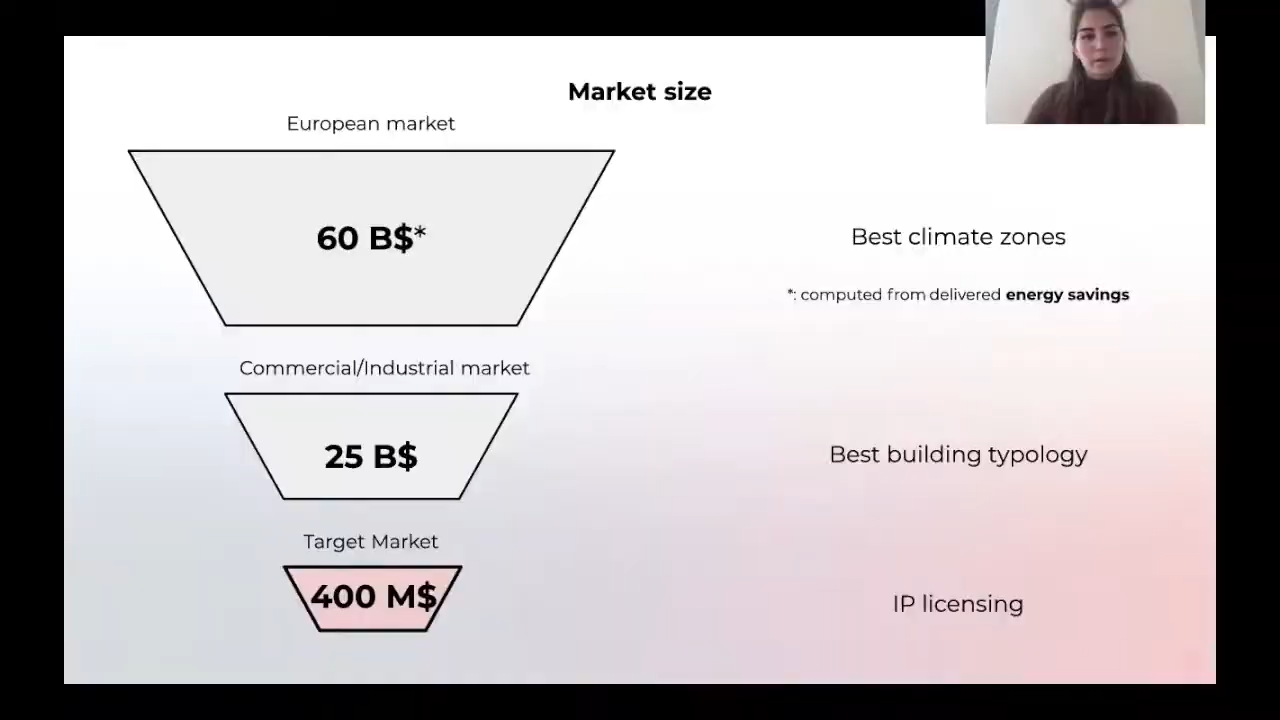 Market size
European market
60 B$*
Best climate zones
*: computed from delivered energy savings
Commercial/Industrial market
25 B$
Best building typology
Target Market
400 M$
IP licensing